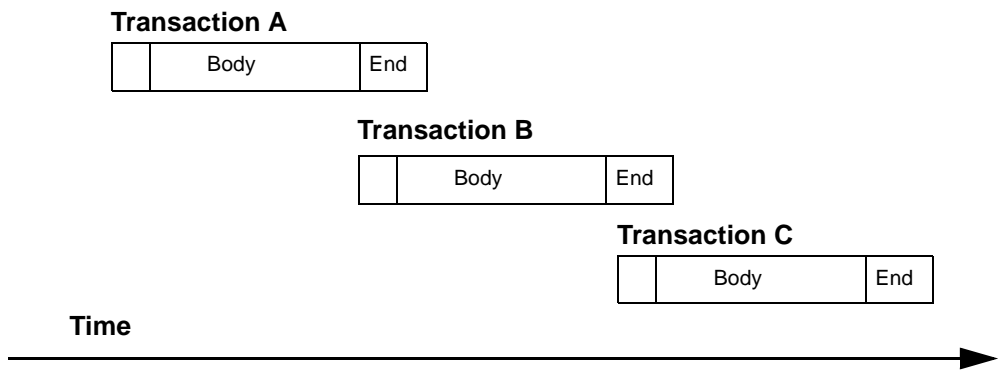 Transaction A
Body End
Transaction B
Body End
Transaction C
Body End
Time